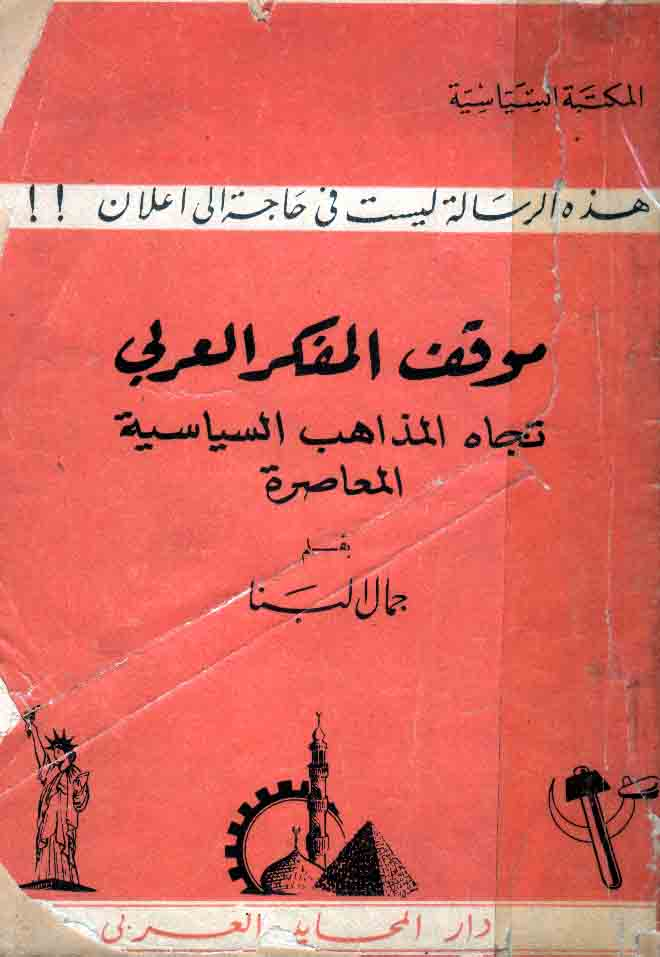 المكتبة السياسية
هذه الرسالة ليست في حاجة الى اعلان !!
موقف المفكر العربي
تجاه المذاهب السياسية
المعاصرة
بقلم
جمال البنا
دار المحايد العربى